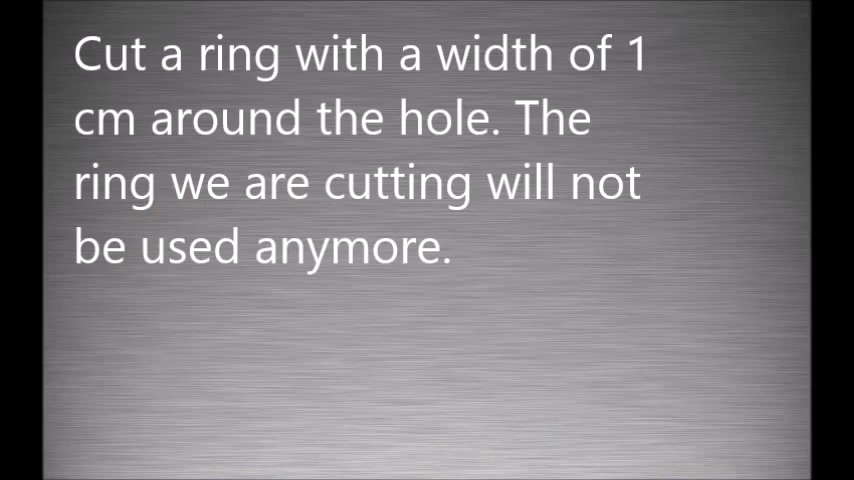 Cut a ring with a width of 1
cm around the hole. The
ring we are cutting will not
be used anymore.